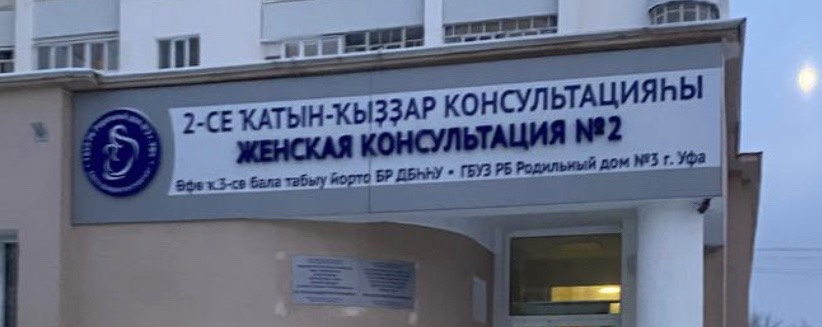 2-СЕ ҠАТЫН-ҠЫҘҘАР КОНСУЛЬТАЦИЯҺЫ
ЖЕНСКАЯ КОНСУЛЬТАЦИЯ №2
Өфө ҡ.3-сө бала табыу йорто БР ДБҺҺУ • ГБУЗ РБ Родильный дом №3 г. Уфа